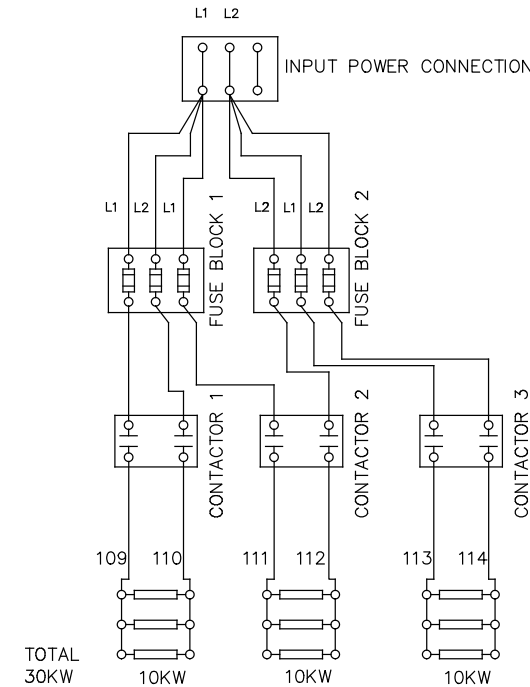 L1 L2
INPUT POWER CONNECTION
L1 L2 L1
FUSE BLOCK 1
L2 L1 L2
FUSE BLOCK 2
CONTACTOR 1
CONTACTOR 2
CONTACTOR 3
109 110 111 112 113 114
TOTAL
30KW
10KW 10KW 10KW